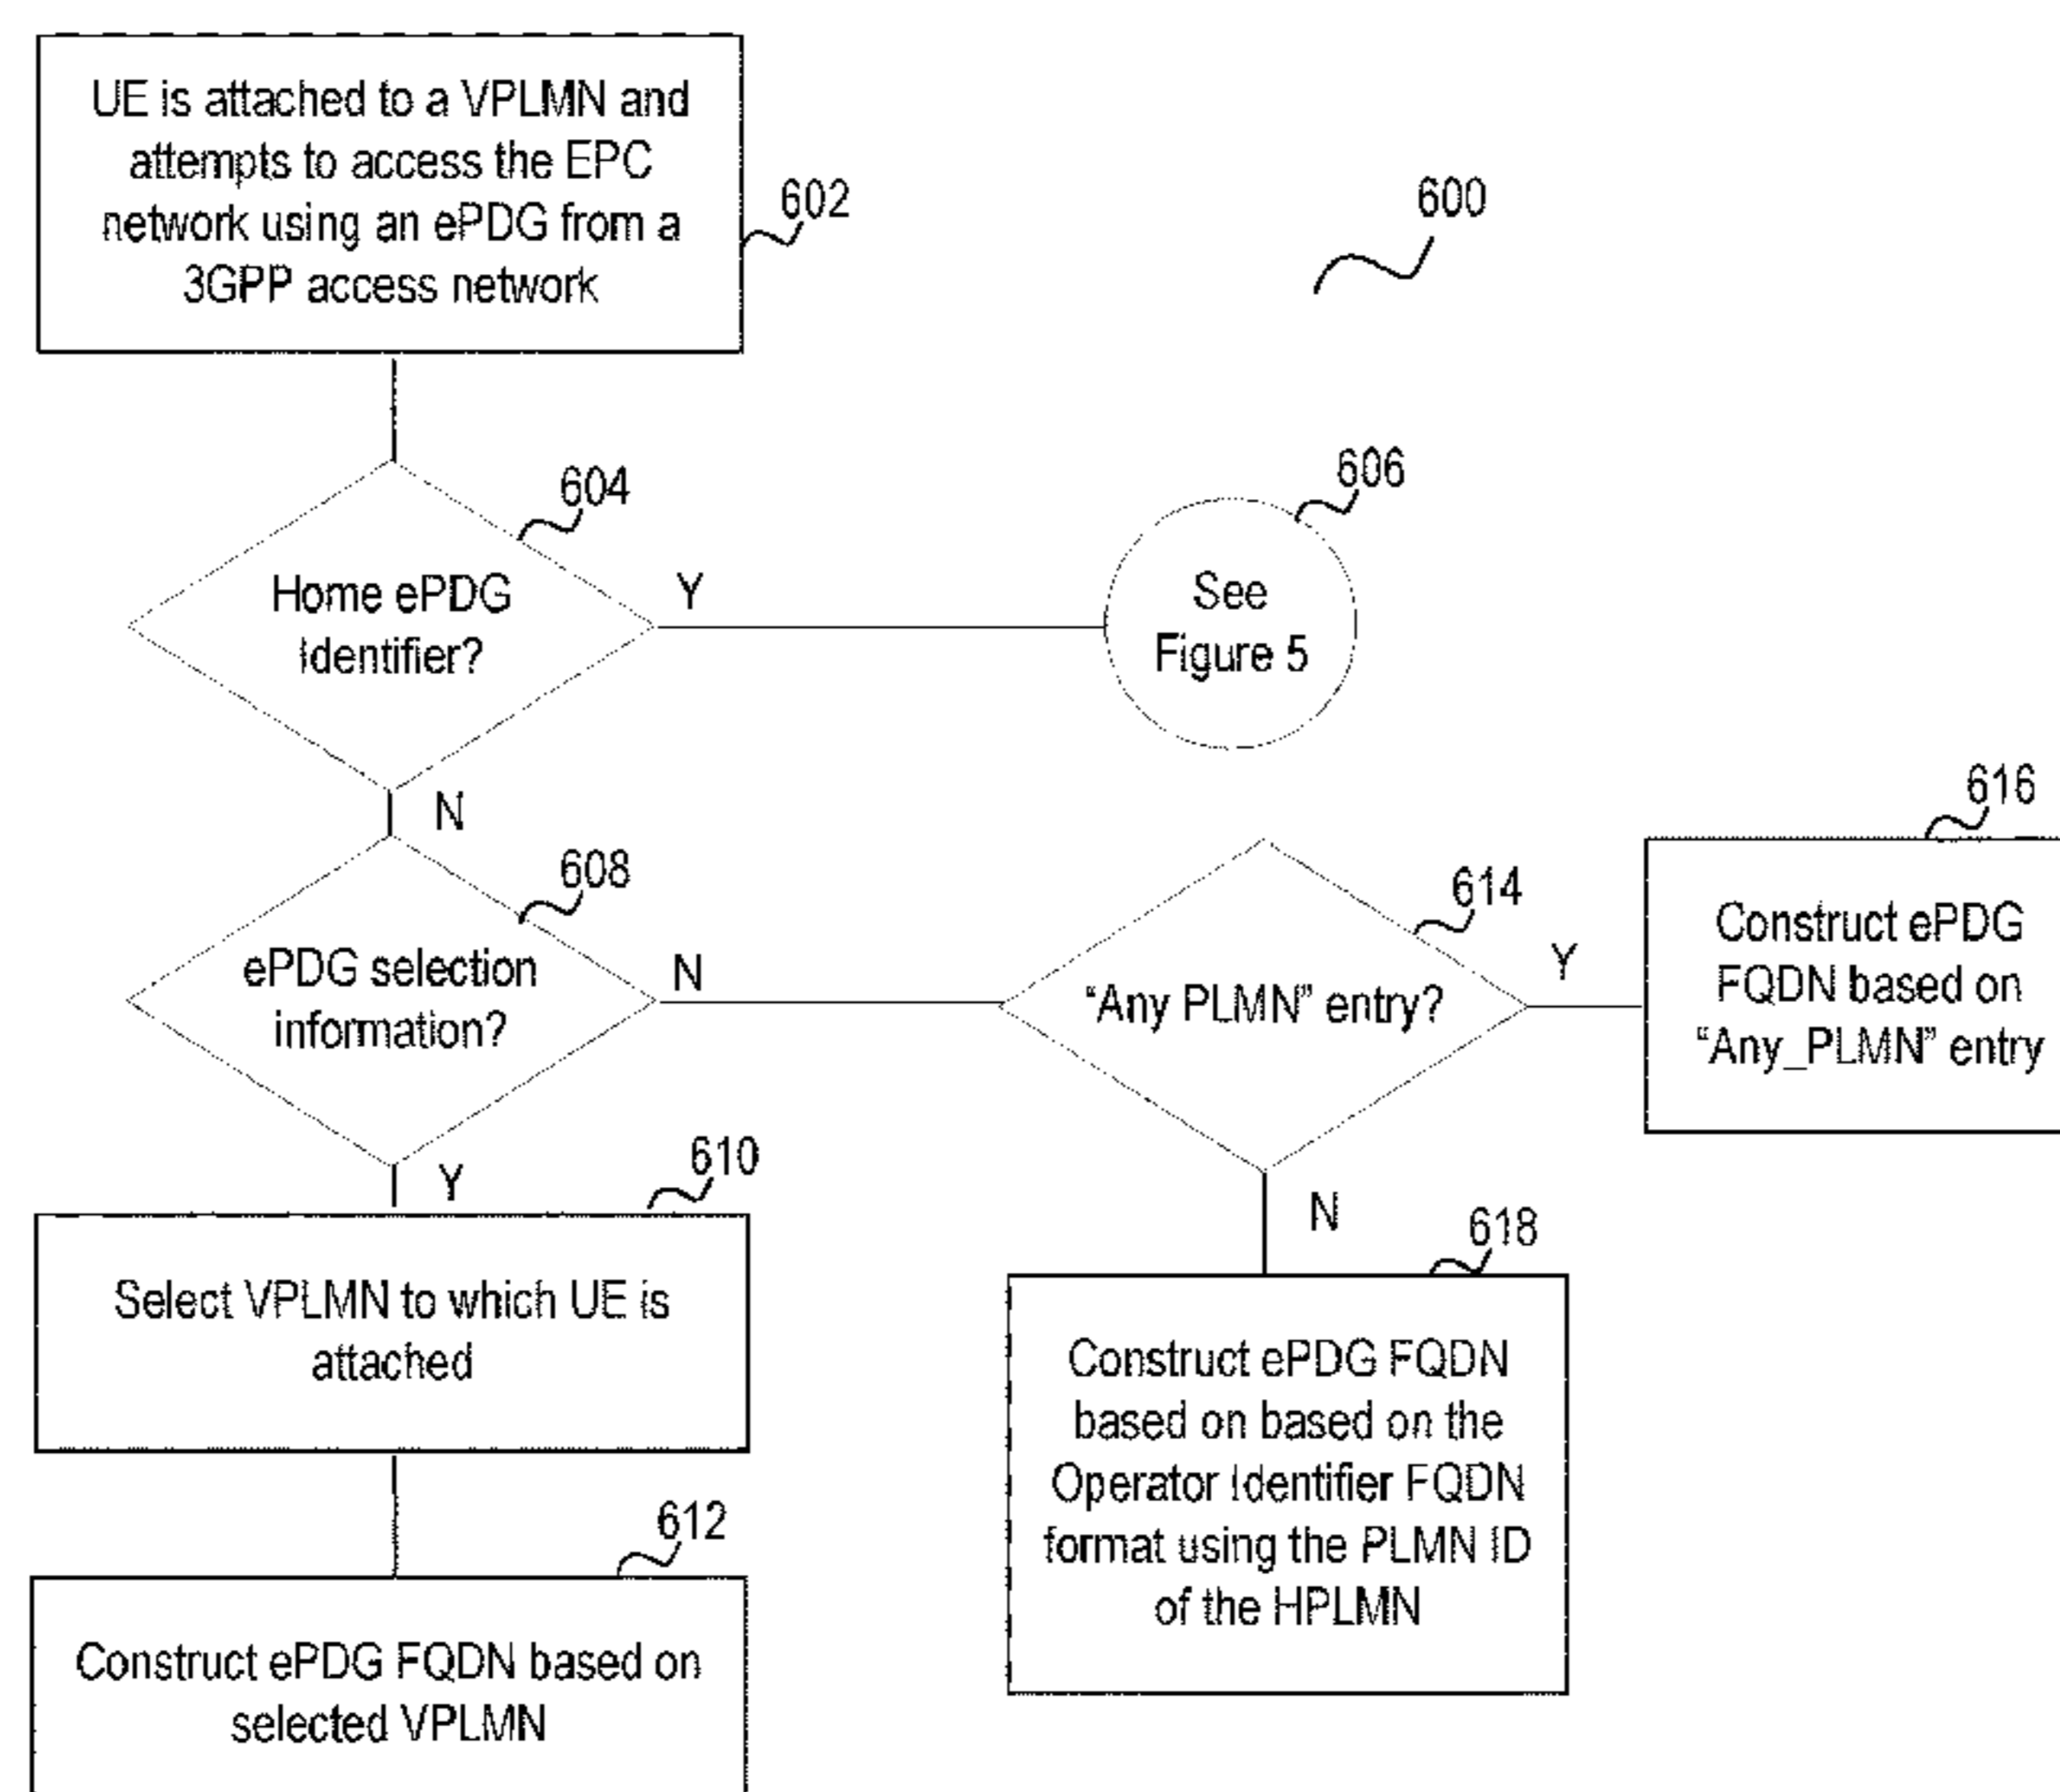 UE is attached to a VPLMN and
attempts to access the EPC
network using an ePDG from a
3GPP access network
602
600
604
Home ePDG
Identifier?
Y
606
See
Figure 5
N
608
ePDG selection
information?
N
614
"Any PLMN" entry?
Y
616
Construct ePDG
FQDN based on
"Any_PLMN" entry
Y
610
Select VPLMN to which UE is
attached
N
618
Construct ePDG FQDN
based on based on the
Operator Identifier FQDN
format using the PLMN ID
of the HPLMN
612
Construct ePDG FQDN based on
selected VPLMN